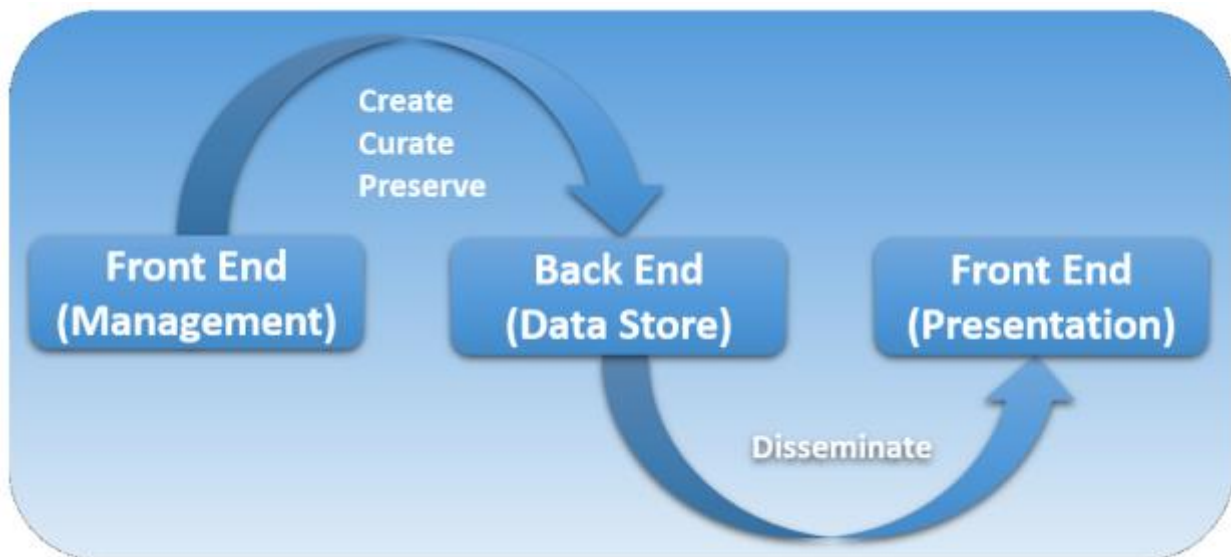 Create
Curate
Preserve
Front End
(Management)
Back End
(Data Store)
Front End
(Presentation)
Disseminate